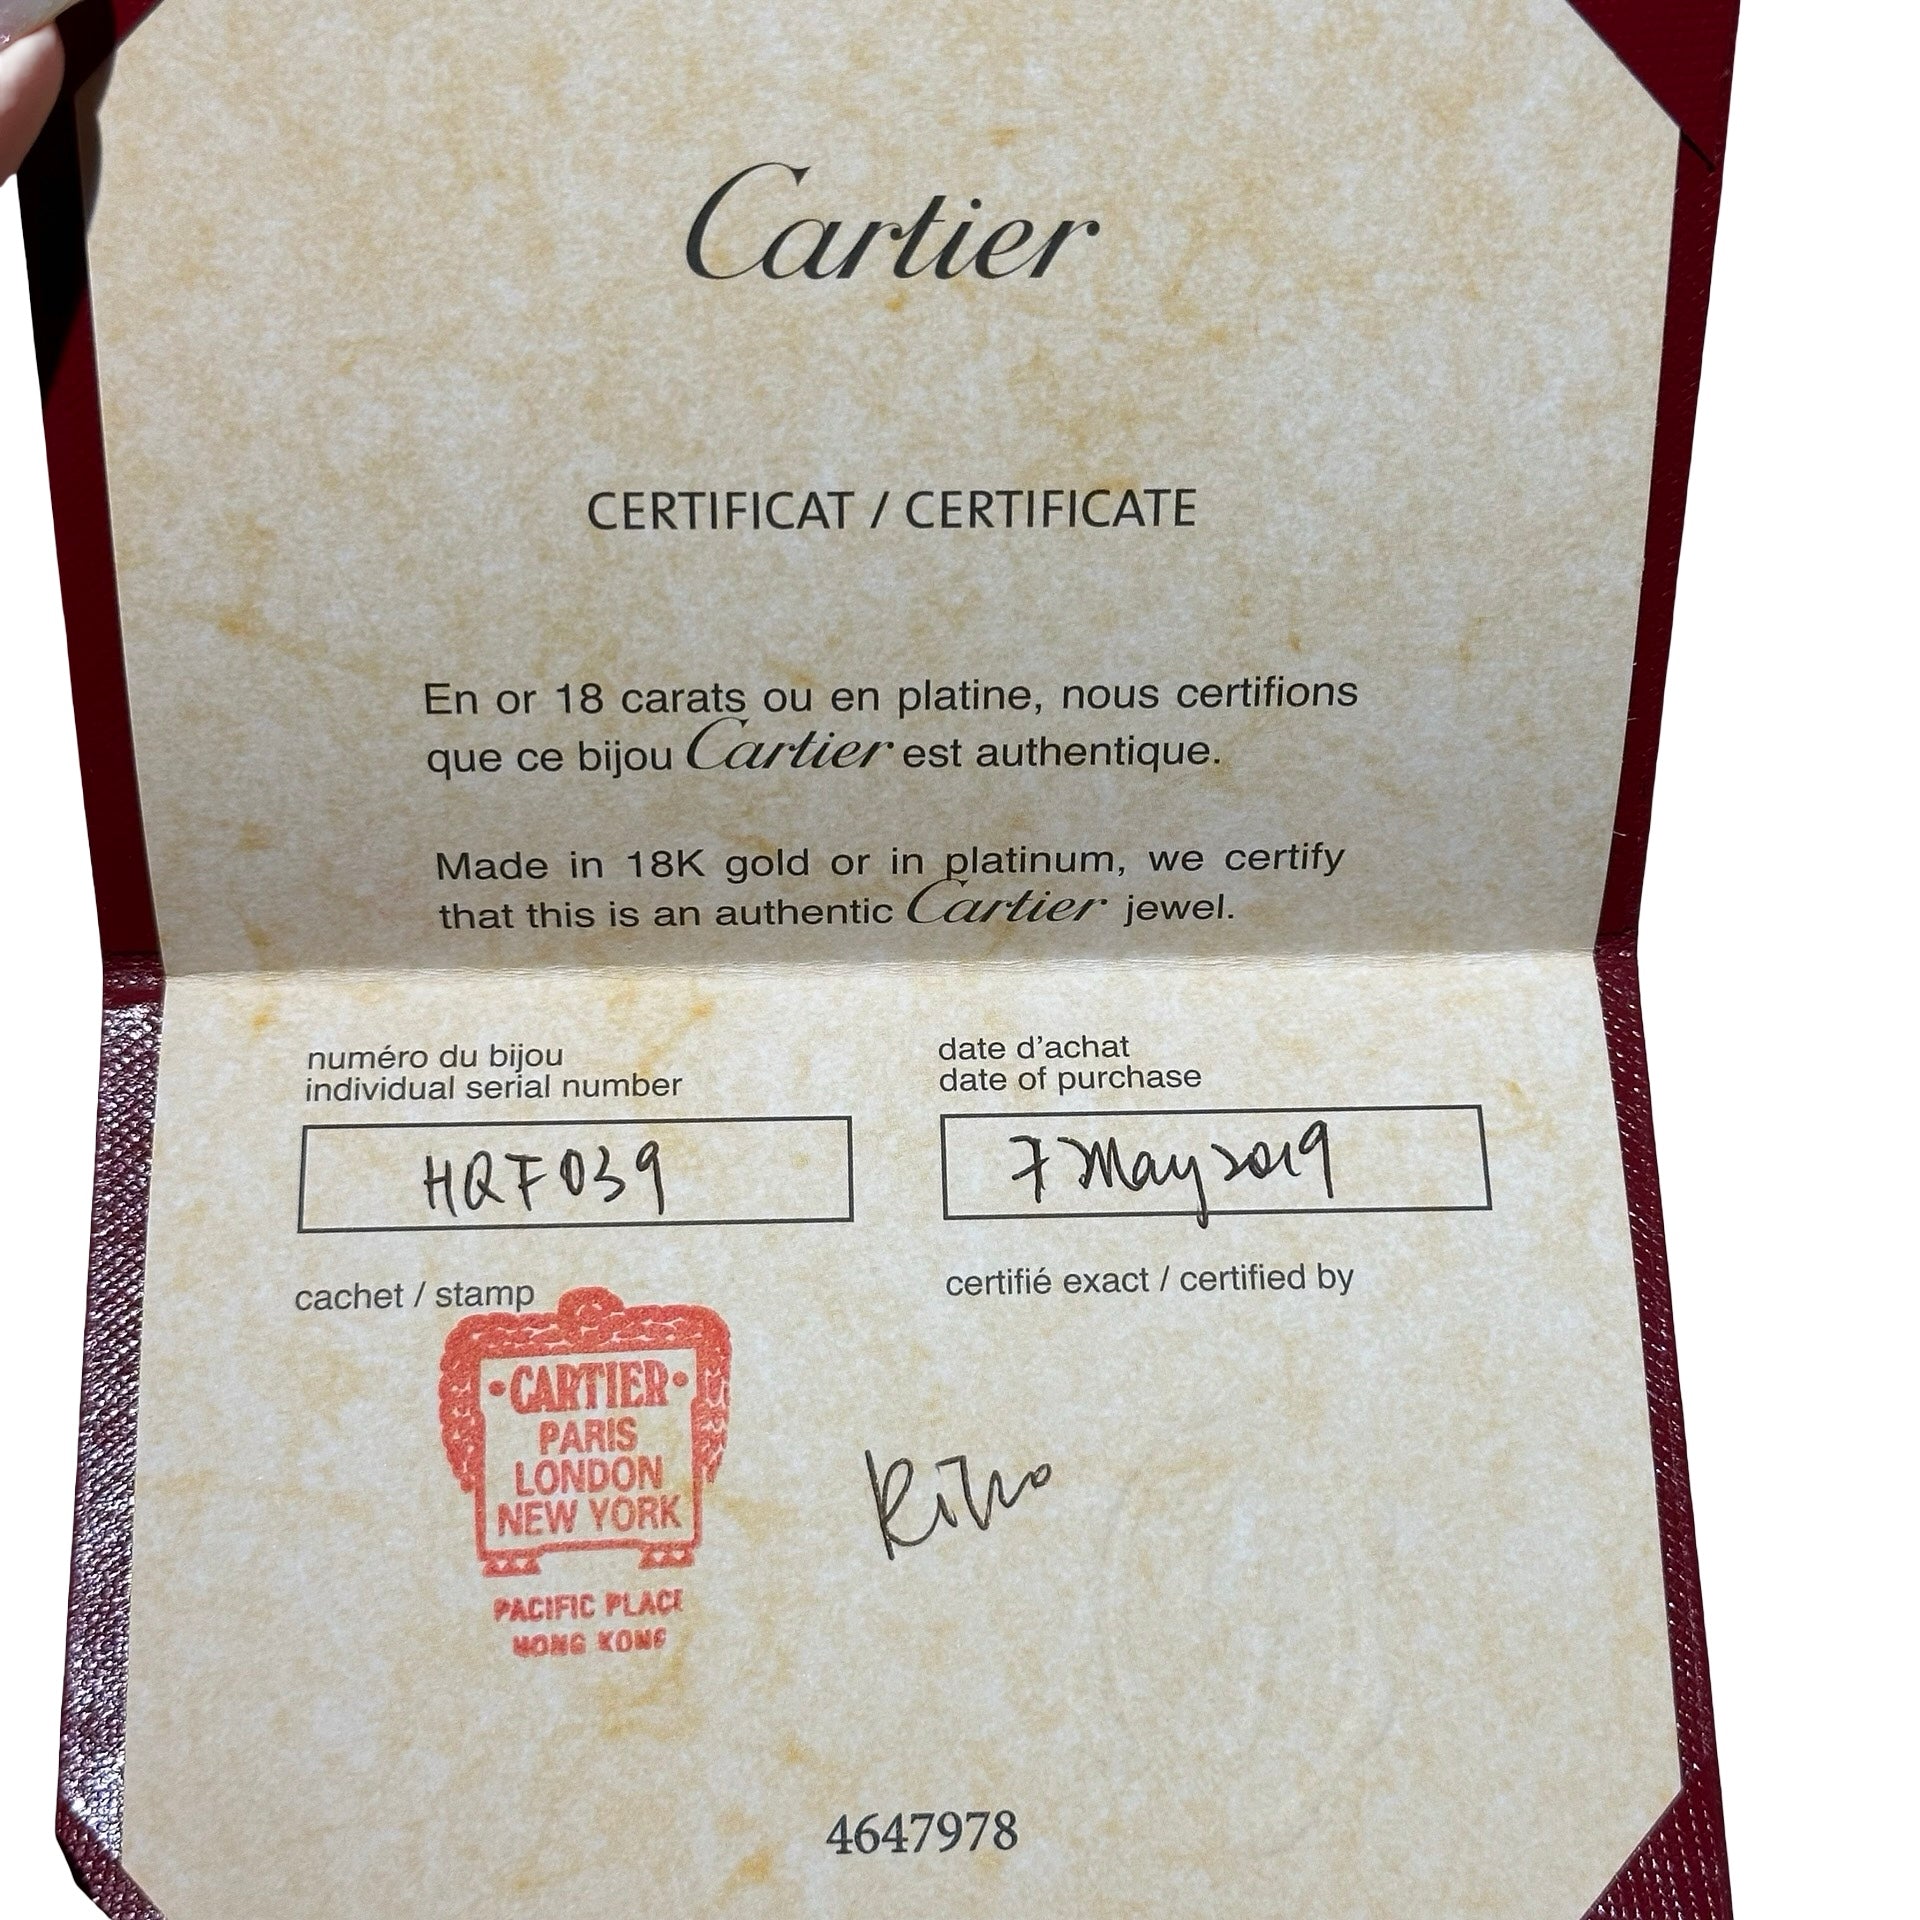 Cartier
CERTIFICAT / CERTIFICATE
En or 18 carats ou en platine, nous certifions
que ce bijou Cartier est authentique.
Made in 18K gold or in platinum, we certify
that this is an authentic Cartier jewel.
numéro du bijou
individual serial number
HQF039
date d'achat
date of purchase
7 May 2019
cachet / stamp
certifié exact / certified by
•CARTIER•
PARIS
LONDON
NEW YORK
PACIFIC PLACE
HONG KONG
4647978